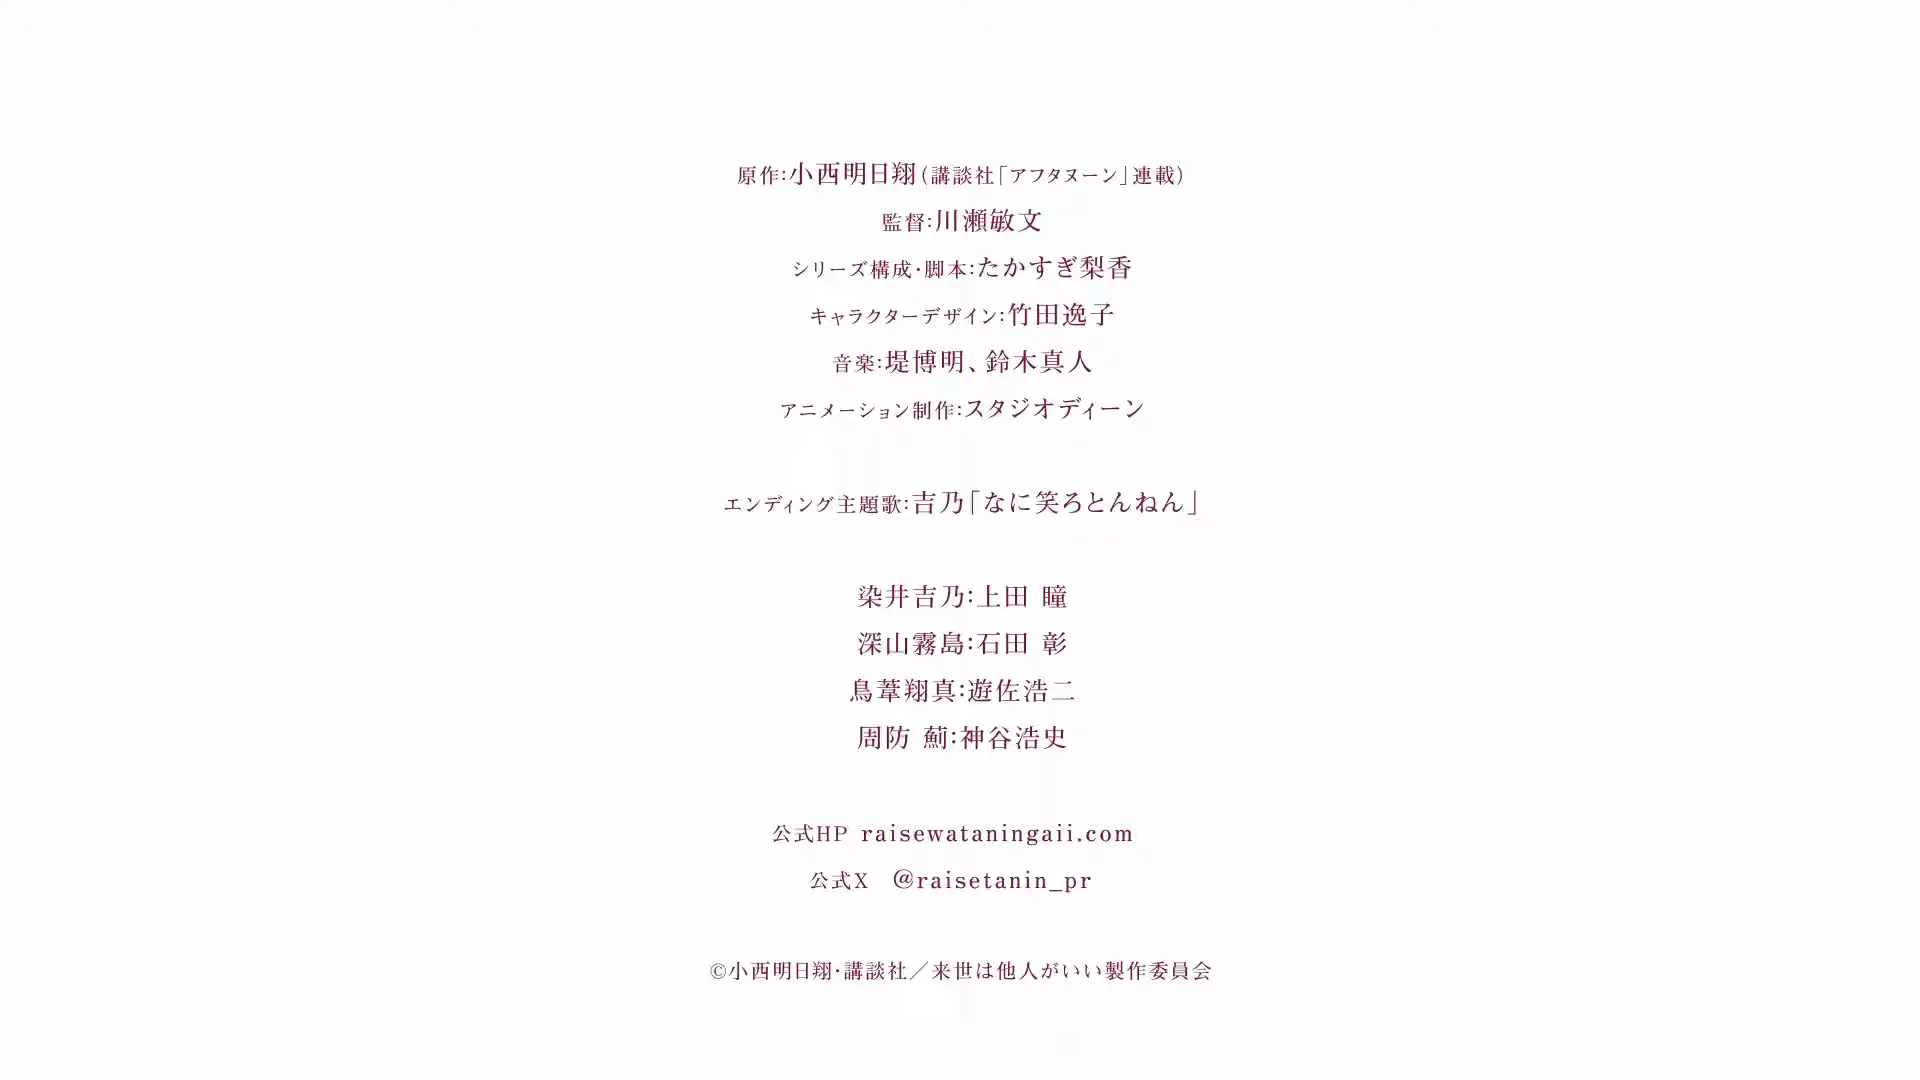 原作:小西明日翔(講談社「アフタヌーン」連載)
監督:川瀬敏文
シリーズ構成・脚本:たかすぎ梨香
キャラクターデザイン:竹田逸子
音楽:堤博明、鈴木真人
アニメーション制作:スタジオディーン
エンディング主題歌:吉乃「なに笑ろとんねん」
染井吉乃:上田 瞳
深山霧島:石田 彰
鳥葦翔真:遊佐浩二
周防 薊:神谷浩史
公式HP raisewataningaii.com
公式X @raisetanin_pr
©小西明日翔・講談社／来世は他人がいい製作委員会